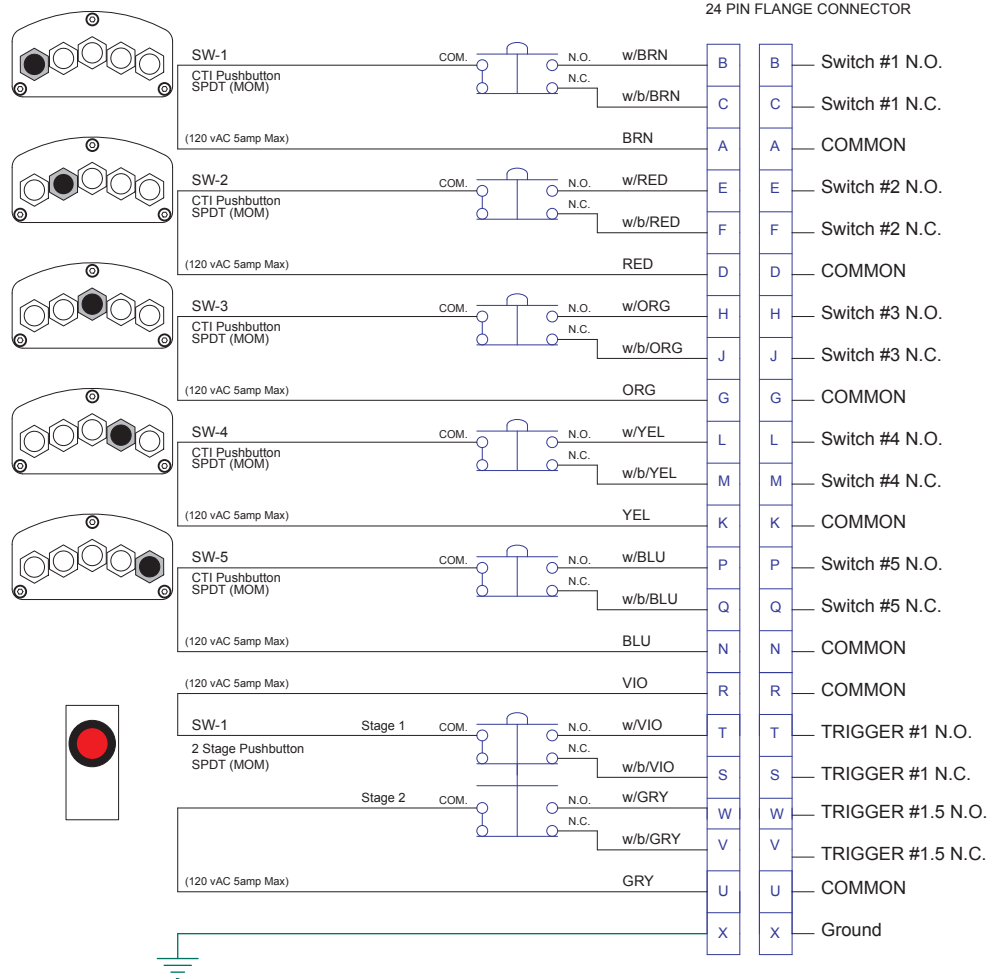 24 PIN FLANGE CONNECTOR
SW-1 COM. N.O. w/BRN B B Switch #1 N.O.
CTI Pushbutton
SPDT (MOM)
N.C. w/b/BRN C C Switch #1 N.C.
(120 vAC 5amp Max) BRN A A COMMON
SW-2 COM. N.O. w/RED E E Switch #2 N.O.
CTI Pushbutton
SPDT (MOM)
N.C. w/b/RED F F Switch #2 N.C.
(120 vAC 5amp Max) RED D D COMMON
SW-3 COM. N.O. w/ORG H H Switch #3 N.O.
CTI Pushbutton
SPDT (MOM)
N.C. w/b/ORG J J Switch #3 N.C.
(120 vAC 5amp Max) ORG G G COMMON
SW-4 COM. N.O. w/YEL L L Switch #4 N.O.
CTI Pushbutton
SPDT (MOM)
N.C. w/b/YEL M M Switch #4 N.C.
(120 vAC 5amp Max) YEL K K COMMON
SW-5 COM. N.O. w/BLU P P Switch #5 N.O.
CTI Pushbutton
SPDT (MOM)
N.C. w/b/BLU Q Q Switch #5 N.C.
(120 vAC 5amp Max) BLU N N COMMON
(120 vAC 5amp Max) VIO R R COMMON
SW-1 Stage 1 COM. N.O. w/VIO T T TRIGGER #1 N.O.
2 Stage Pushbutton
SPDT (MOM)
N.C. w/b/VIO S S TRIGGER #1 N.C.
Stage 2 COM. N.O. w/GRY W W TRIGGER #1.5 N.O.
N.C. w/b/GRY V V TRIGGER #1.5 N.C.
(120 vAC 5amp Max) GRY U U COMMON
X X Ground